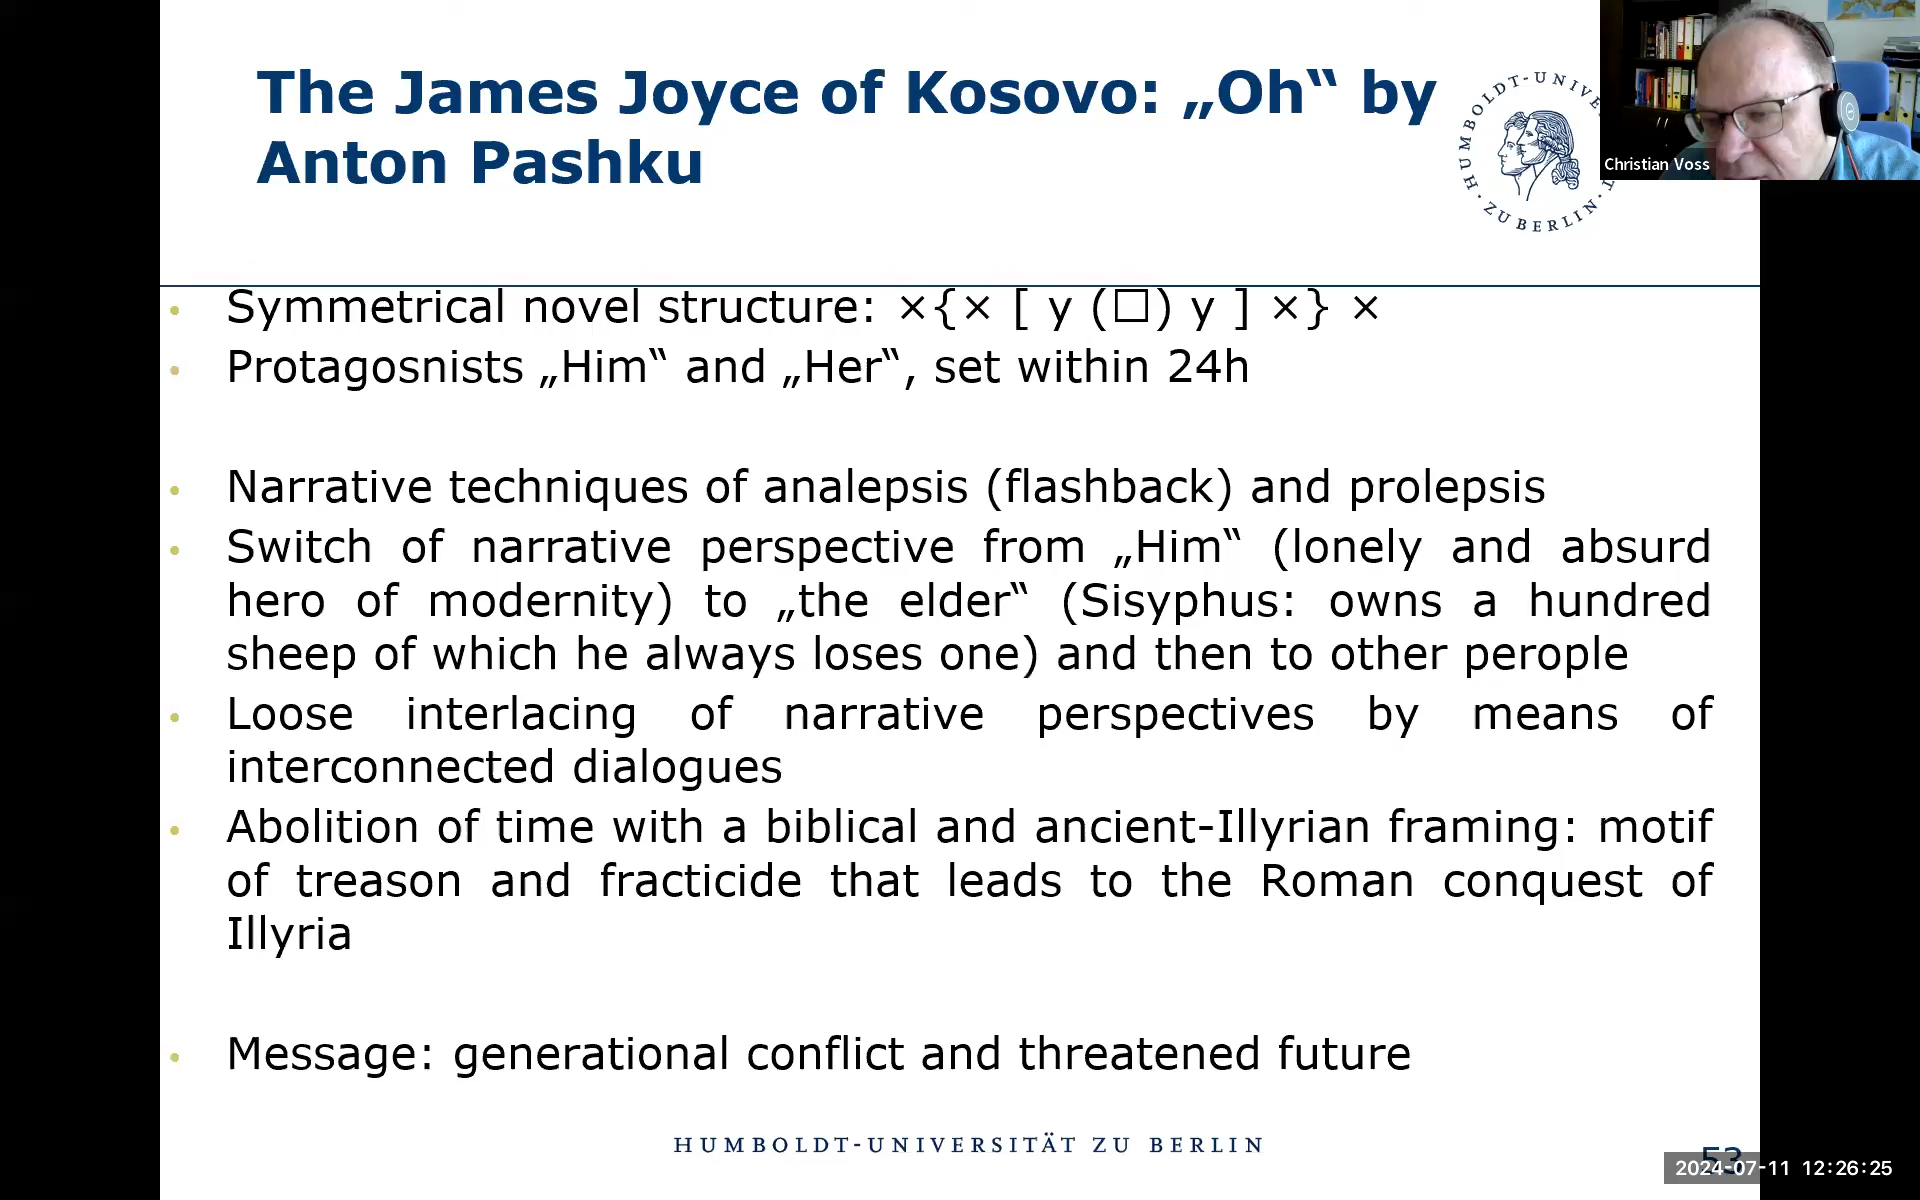 The James Joyce of Kosovo: „Oh“ by
Anton Pashku
Christian Voss
• Symmetrical novel structure: ×{× [ y (□) y ] ×} ×
• Protagosnists „Him“ and „Her“, set within 24h
• Narrative techniques of analepsis (flashback) and prolepsis
• Switch of narrative perspective from „Him“ (lonely and absurd
hero of modernity) to „the elder“ (Sisyphus: owns a hundred
sheep of which he always loses one) and then to other perople
• Loose interlacing of narrative perspectives by means of
interconnected dialogues
• Abolition of time with a biblical and ancient-Illyrian framing: motif
of treason and fracticide that leads to the Roman conquest of
Illyria
• Message: generational conflict and threatened future
HUMBOLDT-UNIVERSITÄT ZU BERLIN
53
2024-07-11 12:26:25